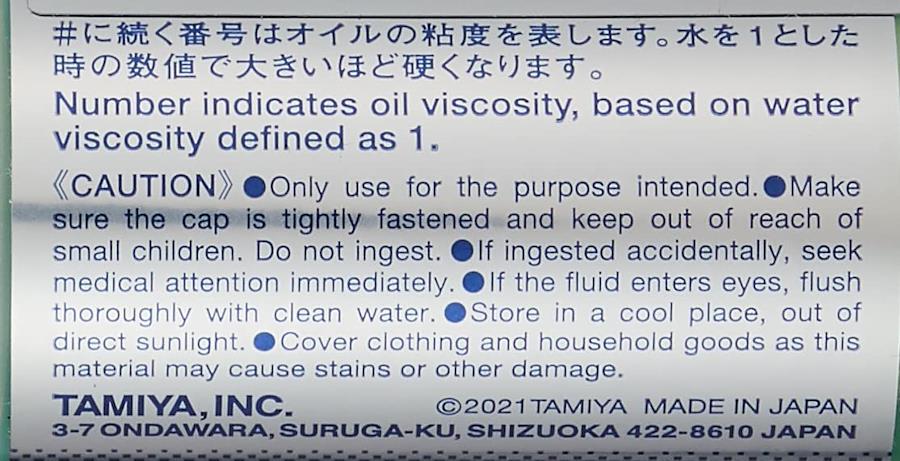 #に続く番号はオイルの粘度を表します。水を1とした
時の数値で大きいほど硬くなります。
Number indicates oil viscosity, based on water
viscosity defined as 1.
《CAUTION》●Only use for the purpose intended.●Make
sure the cap is tightly fastened and keep out of reach of
small children. Do not ingest. ●If ingested accidentally, seek
medical attention immediately. ●If the fluid enters eyes, flush
thoroughly with clean water. ●Store in a cool place, out of
direct sunlight. ●Cover clothing and household goods as this
material may cause stains or other damage.
TAMIYA, INC. ©2021 TAMIYA MADE IN JAPAN
3-7 ONDAWARA, SURUGA-KU, SHIZUOKA 422-8610 JAPAN